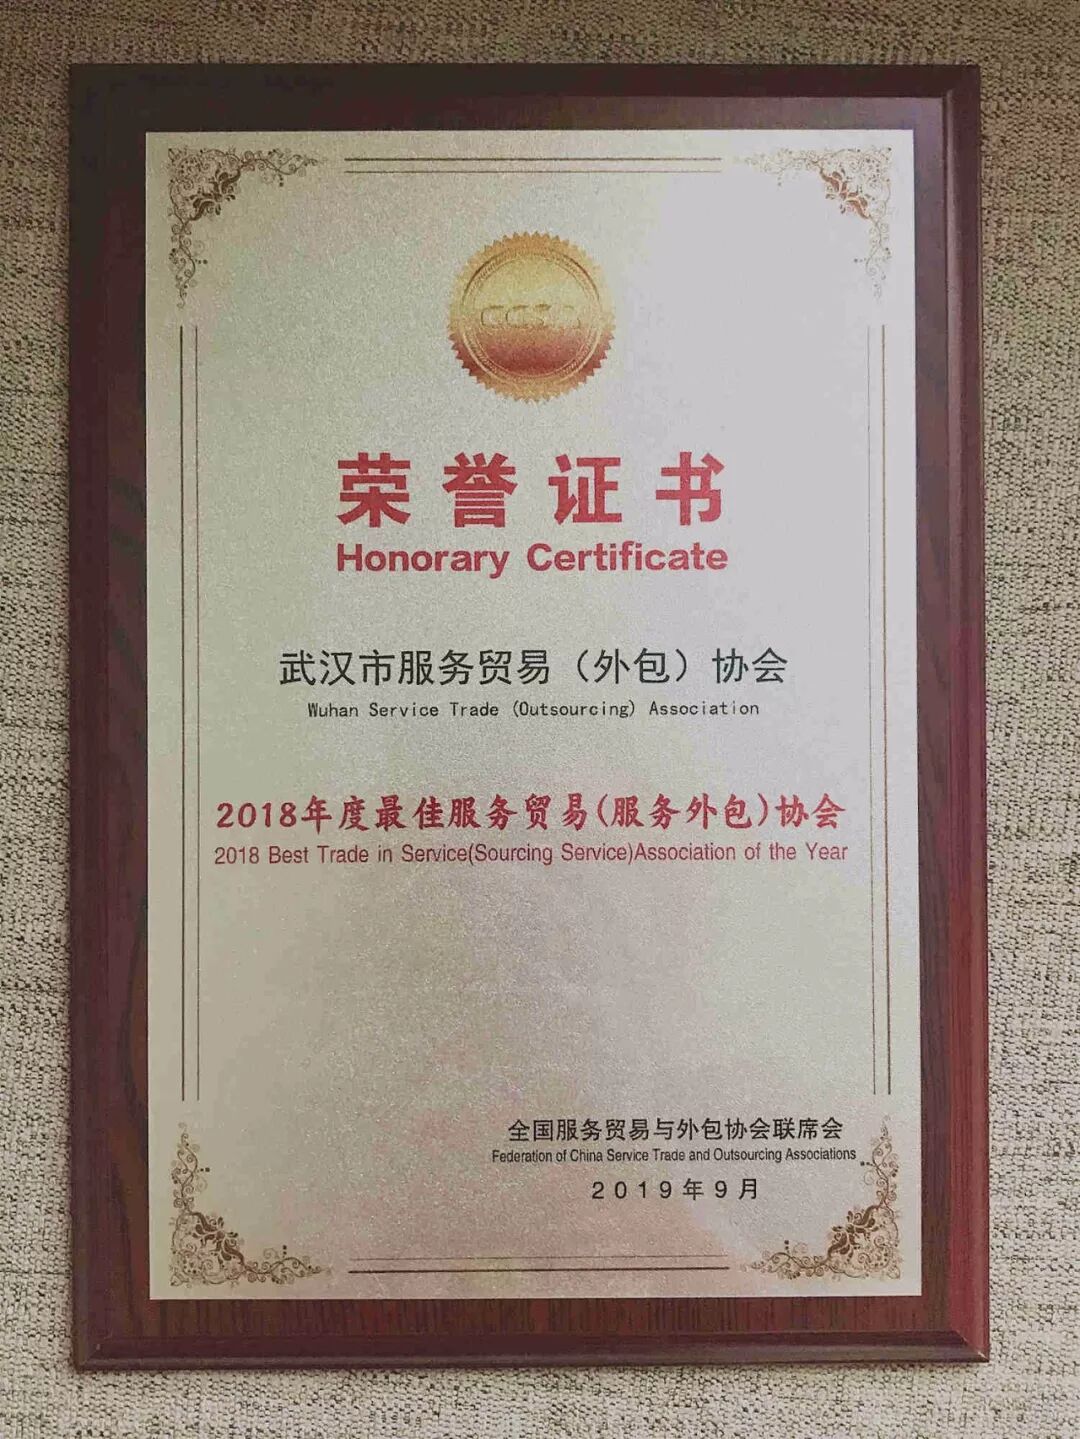 荣誉证书
Honorary Certificate
武汉市服务贸易（外包）协会
Wuhan Service Trade (Outsourcing) Association
2018年度最佳服务贸易(服务外包)协会
2018 Best Trade in Service(Sourcing Service)Association of the Year
全国服务贸易与外包协会联席会
Federation of China Service Trade and Outsourcing Associations
2019年9月